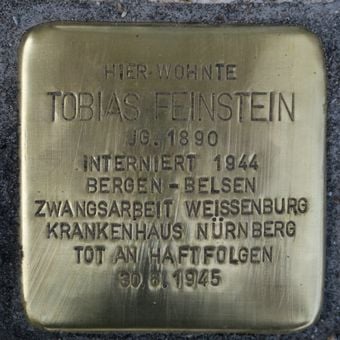 HIER WOHNTE
TOBIAS FEINSTEIN
JG. 1890
INTERNIERT 1944
BERGEN-BELSEN
ZWANGSARBEIT WEISSENBURG
KRANKENHAUS NÜRNBERG
TOT AN HAFTFOLGEN
30.6.1945